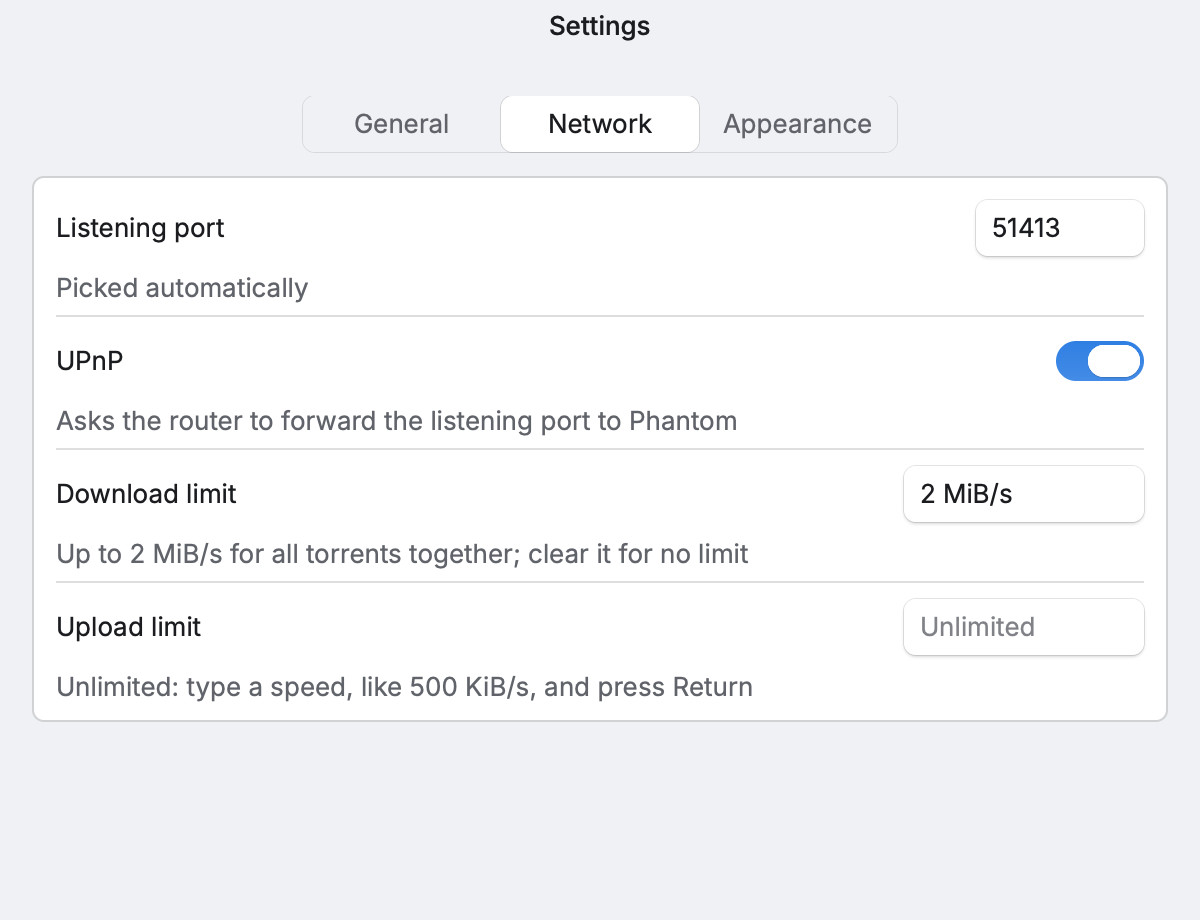 Settings
General
Network
Appearance
Listening port
51413
Picked automatically
UPnP
Asks the router to forward the listening port to Phantom
Download limit
2 MiB/s
Up to 2 MiB/s for all torrents together; clear it for no limit
Upload limit
Unlimited
Unlimited: type a speed, like 500 KiB/s, and press Return